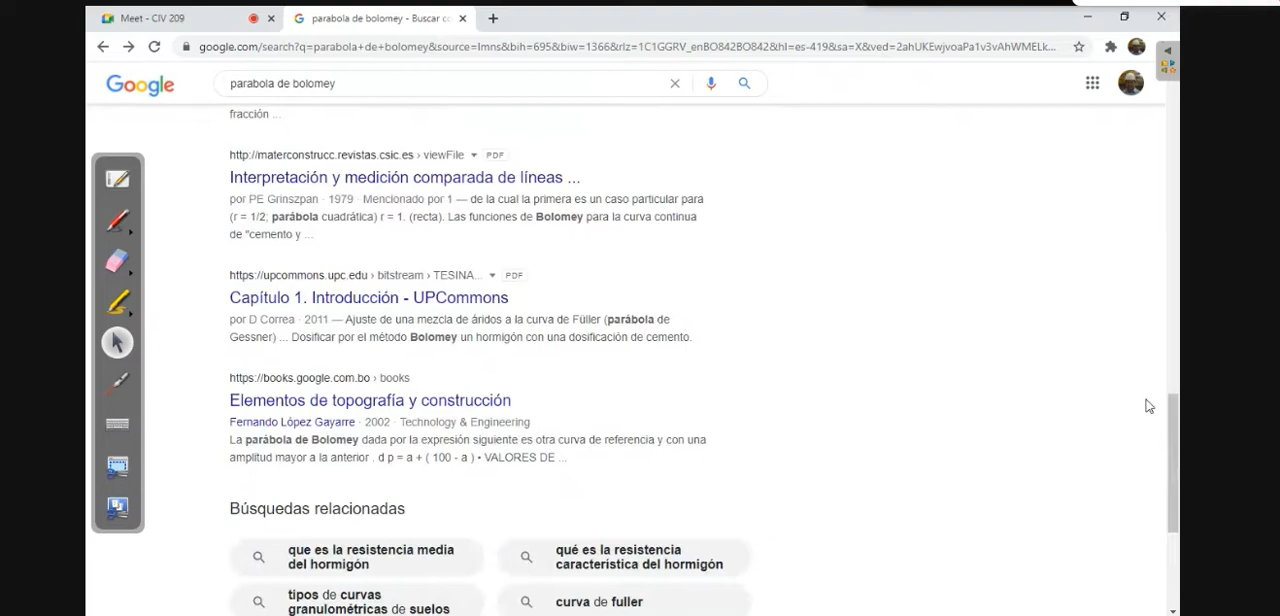 Meet - CIV 209
parabola de bolomey - Buscar co
google.com/search?q=parabola+de+bolomey&source=lmns&bih=695&biw=1366&rlz=1C1GGRV_enBO842BO842&hl=es-419&sa=X&ved=2ahUKEwjvoaPa1v3vAhWMELk...
Google
parabola de bolomey
fracción ...
http://materconstrucc.revistas.csic.es › viewFile PDF
Interpretación y medición comparada de líneas ...
por PE Grinszpan · 1979 · Mencionado por 1 — de la cual la primera es un caso particular para
(r = 1/2; parábola cuadrática) r = 1. (recta). Las funciones de Bolomey para la curva continua
de "cemento y ...
https://upcommons.upc.edu › bitstream › TESINA... PDF
Capítulo 1. Introducción - UPCommons
por D Correa · 2011 — Ajuste de una mezcla de áridos a la curva de Füller (parábola de
Gessner) ... Dosificar por el método Bolomey un hormigón con una dosificación de cemento.
https://books.google.com.bo › books
Elementos de topografía y construcción
Fernando López Gayarre · 2002 · Technology & Engineering
La parábola de Bolomey dada por la expresión siguiente es otra curva de referencia y con una
amplitud mayor a la anterior . d p = a + ( 100 - a ) • VALORES DE ...
Búsquedas relacionadas
que es la resistencia media
del hormigón
qué es la resistencia
característica del hormigón
tipos de curvas
granulométricas de suelos
curva de fuller